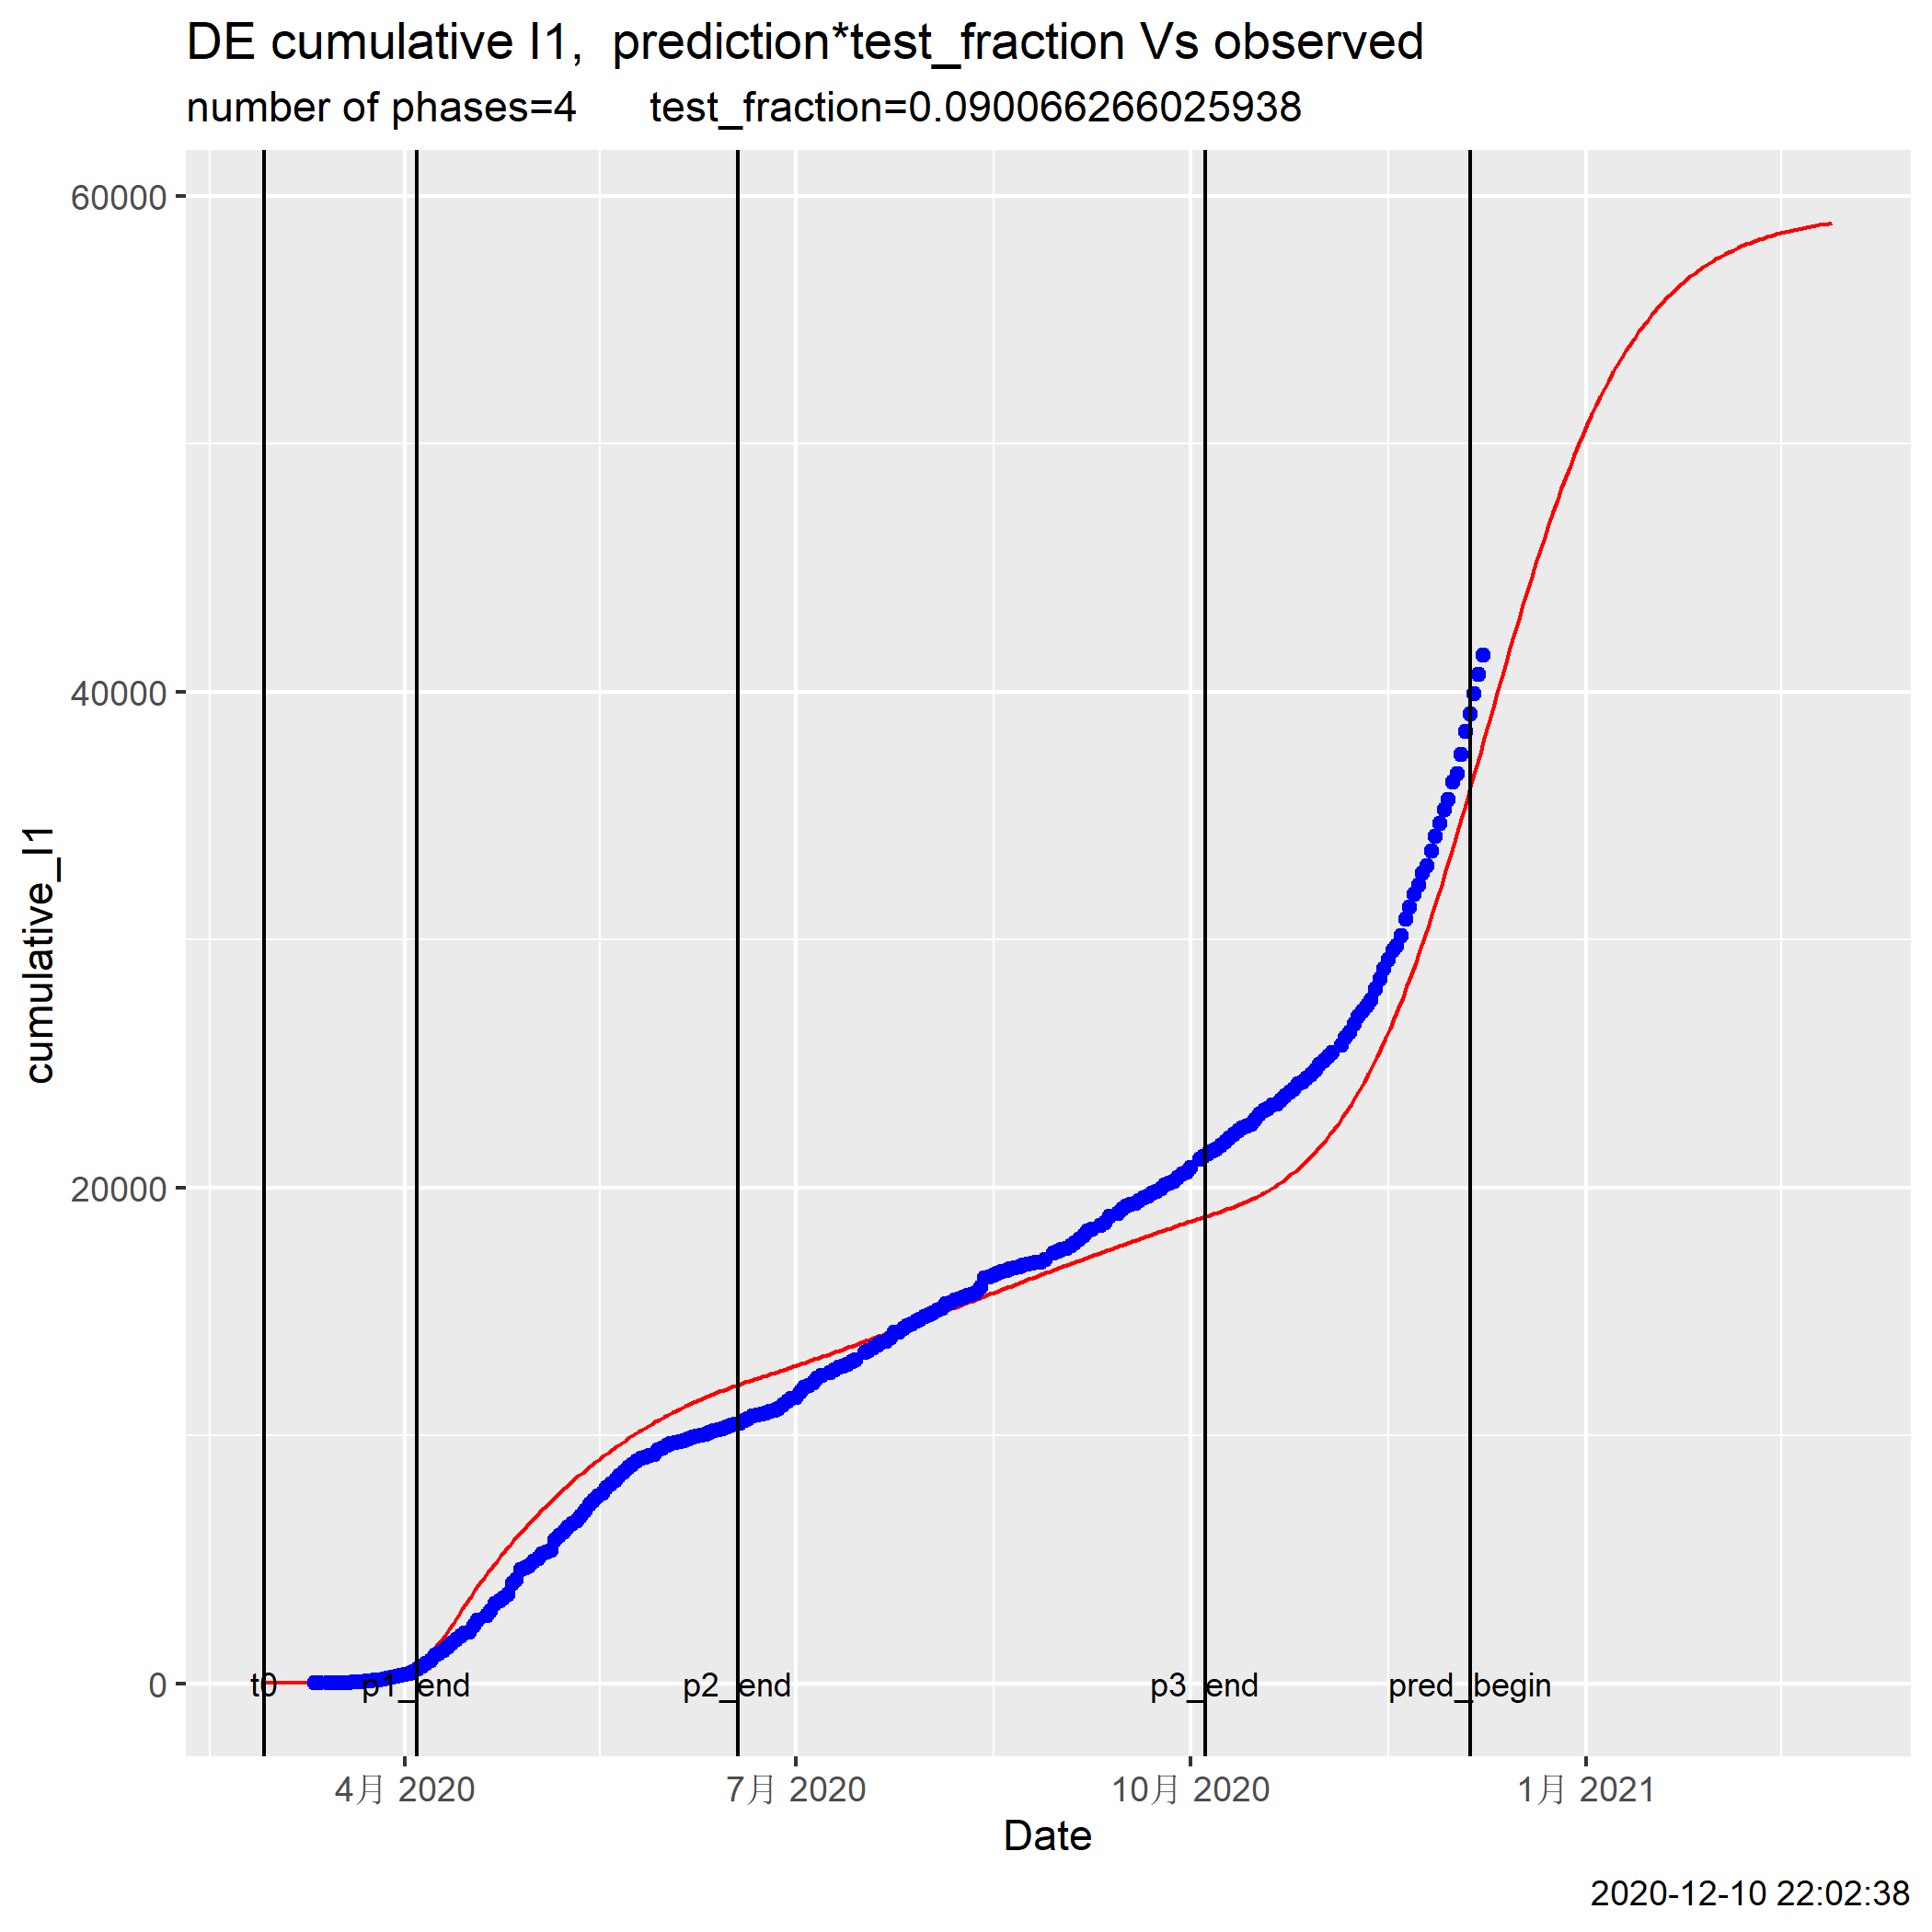 DE cumulative I1,  prediction*test_fraction Vs observed
number of phases=4      test_fraction=0.090066266025938
60000
40000
20000
0
cumulative_I1
t0
p1_end
p2_end
p3_end
pred_begin
4月 2020
7月 2020
10月 2020
1月 2021
Date
2020-12-10 22:02:38